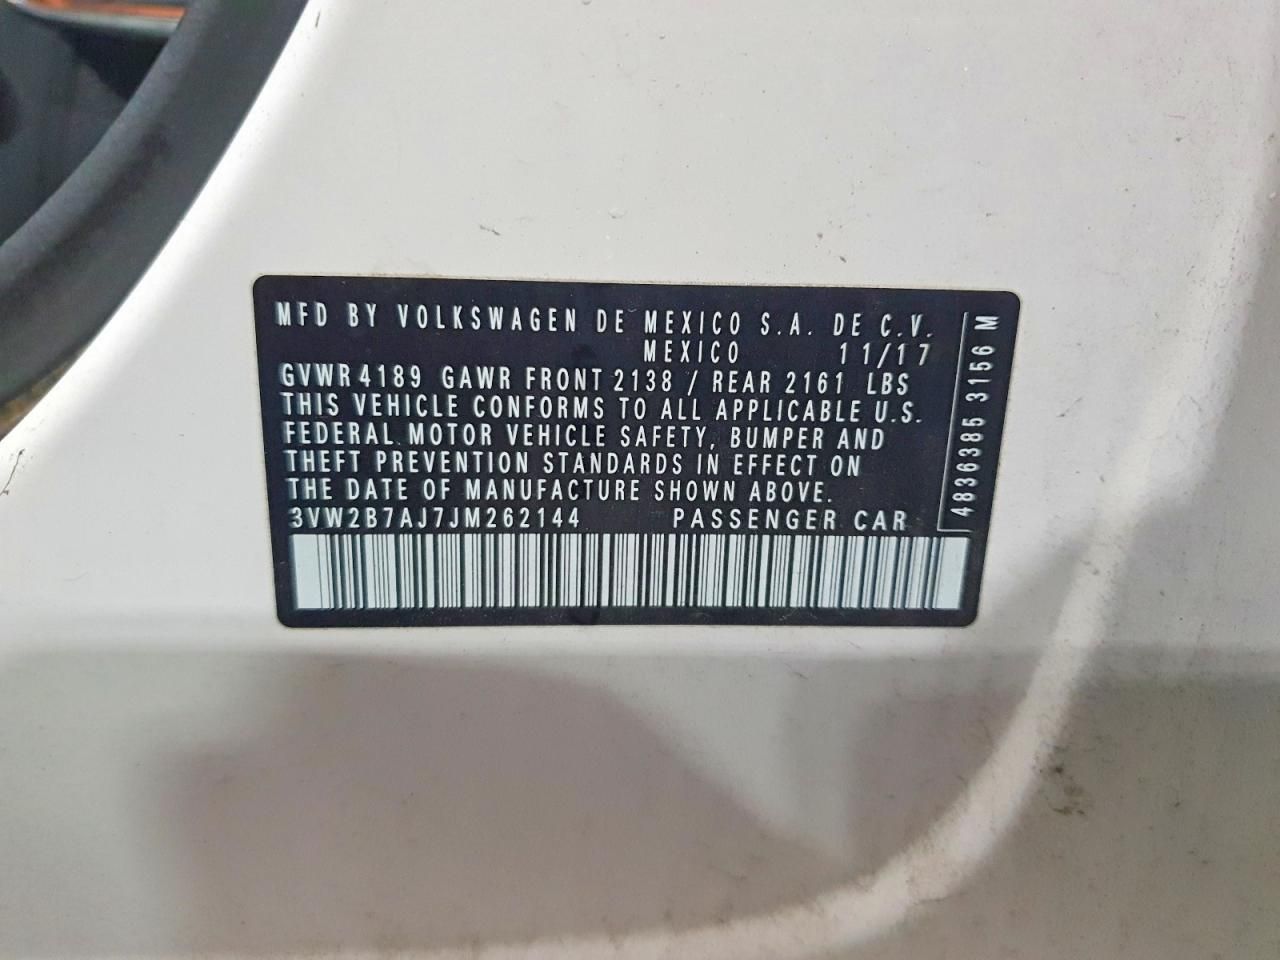 MFD BY VOLKSWAGEN DE MEXICO S.A. DE C.V.
MEXICO 11/17
GVWR 4189 GAWR FRONT 2138 / REAR 2161 LBS
THIS VEHICLE CONFORMS TO ALL APPLICABLE U.S.
FEDERAL MOTOR VEHICLE SAFETY, BUMPER AND
THEFT PREVENTION STANDARDS IN EFFECT ON
THE DATE OF MANUFACTURE SHOWN ABOVE.
3VW2B7AJ7JM262144 PASSENGER CAR
4836385 3156 M